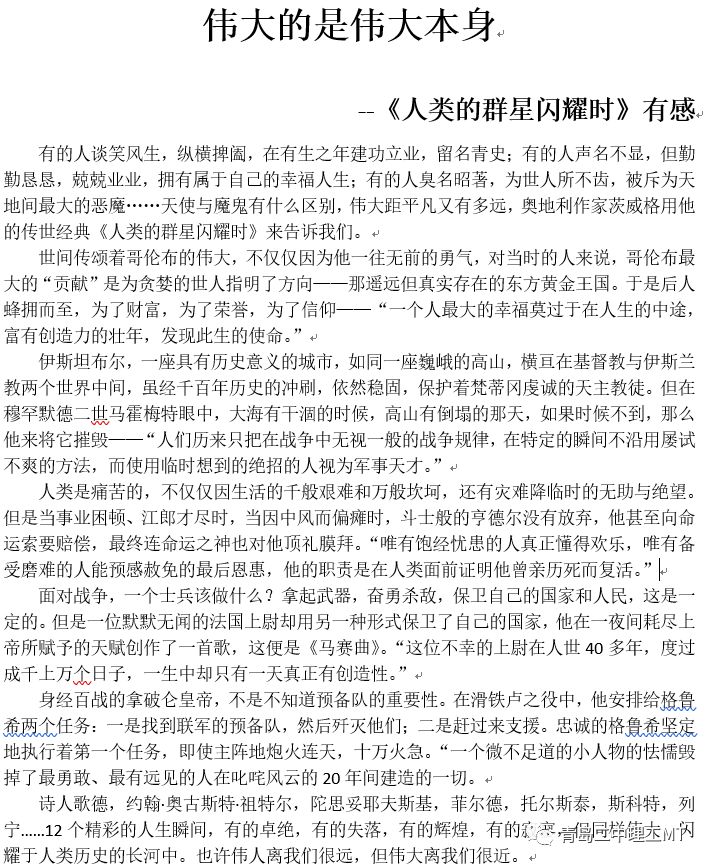 伟大的是伟大本身
--《人类的群星闪耀时》有感
有的人谈笑风生，纵横捭阖，在有生之年建功立业，留名青史；有的人声名不显，但勤
勤恳恳，兢兢业业，拥有属于自己的幸福人生；有的人臭名昭著，为世人所不齿，被斥为天
地间最大的恶魔……天使与魔鬼有什么区别，伟大距平凡又有多远，奥地利作家茨威格用他
的传世经典《人类的群星闪耀时》来告诉我们。
世间传颂着哥伦布的伟大，不仅仅因为他一往无前的勇气，对当时的人来说，哥伦布最
大的“贡献”是为贪婪的世人指明了方向——那遥远但真实存在的东方黄金王国。于是后人
蜂拥而至，为了财富，为了荣誉，为了信仰——“一个人最大的幸福莫过于在人生的中途，
富有创造力的壮年，发现此生的使命。”
伊斯坦布尔，一座具有历史意义的城市，如同一座巍峨的高山，横亘在基督教与伊斯兰
教两个世界中间，虽经千百年历史的冲刷，依然稳固，保护着梵蒂冈虔诚的天主教徒。但在
穆罕默德二世马霍梅特眼中，大海有干涸的时候，高山有倒塌的那天，如果时候不到，那么
他来将它摧毁——“人们历来只把在战争中无视一般的战争规律，在特定的瞬间不沿用屡试
不爽的方法，而使用临时想到的绝招的人视为军事天才。”
人类是痛苦的，不仅仅因生活的千般艰难和万般坎坷，还有灾难降临时的无助与绝望。
但是当事业困顿、江郎才尽时，当因中风而偏瘫时，斗士般的亨德尔没有放弃，他甚至向命
运索要赔偿，最终连命运之神也对他顶礼膜拜。“唯有饱经忧患的人真正懂得欢乐，唯有备
受磨难的人能预感赦免的最后恩惠，他的职责是在人类面前证明他曾亲历死而复活。”
面对战争，一个士兵该做什么？拿起武器，奋勇杀敌，保卫自己的国家和人民，这是一
定的。但是一位默默无闻的法国上尉却用另一种形式保卫了自己的国家，他在一夜间耗尽上
帝所赋予的天赋创作了一首歌，这便是《马赛曲》。“这位不幸的上尉在人世 40 多年，度过
成千上万个日子，一生中却只有一天真正有创造性。”
身经百战的拿破仑皇帝，不是不知道预备队的重要性。在滑铁卢之役中，他安排给格鲁
希两个任务：一是找到联军的预备队，然后歼灭他们；二是赶过来支援。忠诚的格鲁希坚定
地执行着第一个任务，即使主阵地炮火连天，十万火急。“一个微不足道的小人物的怯懦毁
掉了最勇敢、最有远见的人在叱咤风云的 20 年间建造的一切。
诗人歌德，约翰·奥古斯特·祖特尔，陀思妥耶夫斯基，菲尔德，托尔斯泰，斯科特，列
宁......12 个精彩的人生瞬间，有的卓绝，有的失落，有的辉煌，有的，但同样伟大，闪
耀于人类历史的长河中。也许伟人离我们很远，但伟大离我们很近。